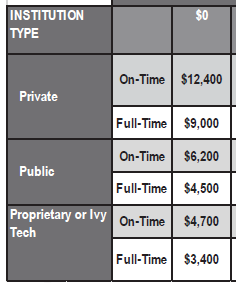 INSTITUTION
TYPE
$0
Private
On-Time $12,400
Full-Time $9,000
Public
On-Time $6,200
Full-Time $4,500
Proprietary or Ivy
Tech
On-Time $4,700
Full-Time $3,400